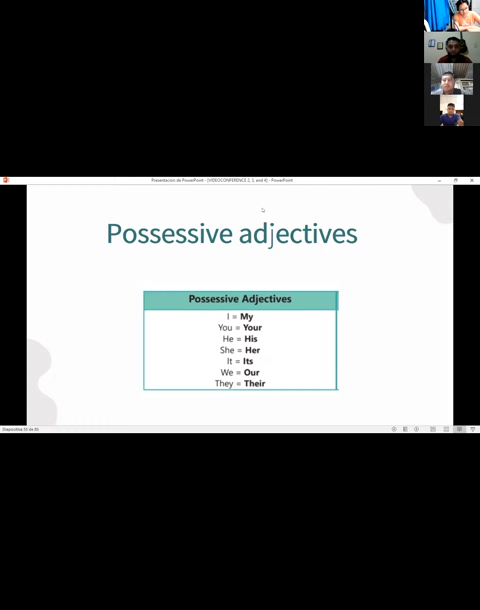 Presentación de PowerPoint - [VIDEOCONFERENCE 2, 3, and 4] - PowerPoint
Possessive adjectives
Possessive Adjectives
I = My
You = Your
He = His
She = Her
It = Its
We = Our
They = Their